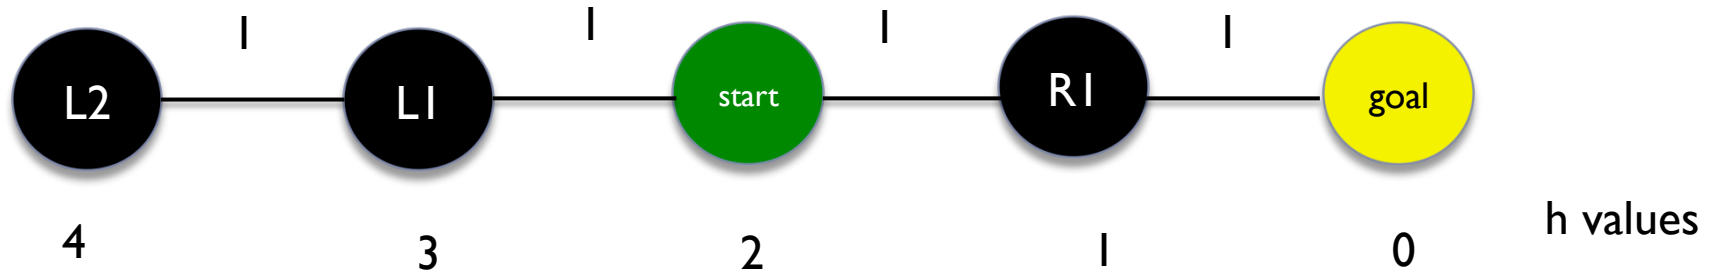 1 1 1 1
L2 L1 start R1 goal
4 3 2 1 0 h values